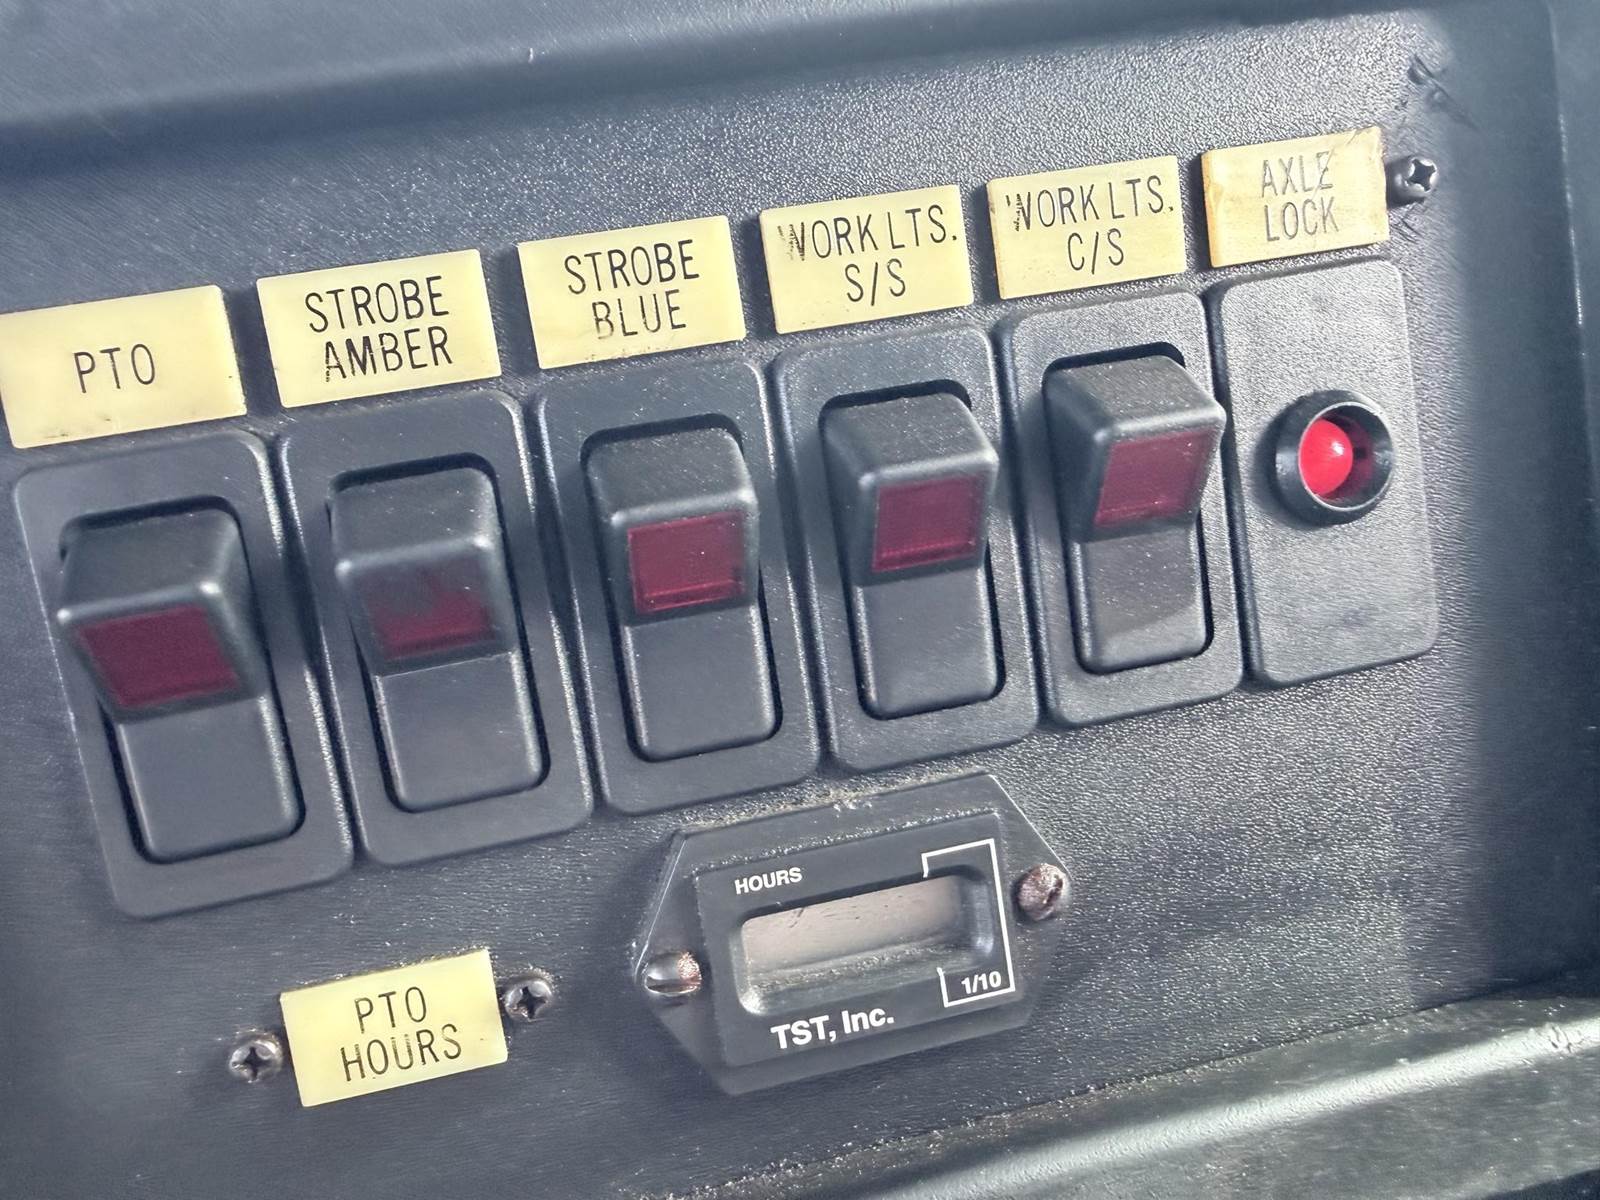 PTO
STROBE
AMBER
STROBE
BLUE
WORK LTS.
S/S
WORK LTS.
C/S
AXLE
LOCK
HOURS
1/10
TST, Inc.
PTO
HOURS